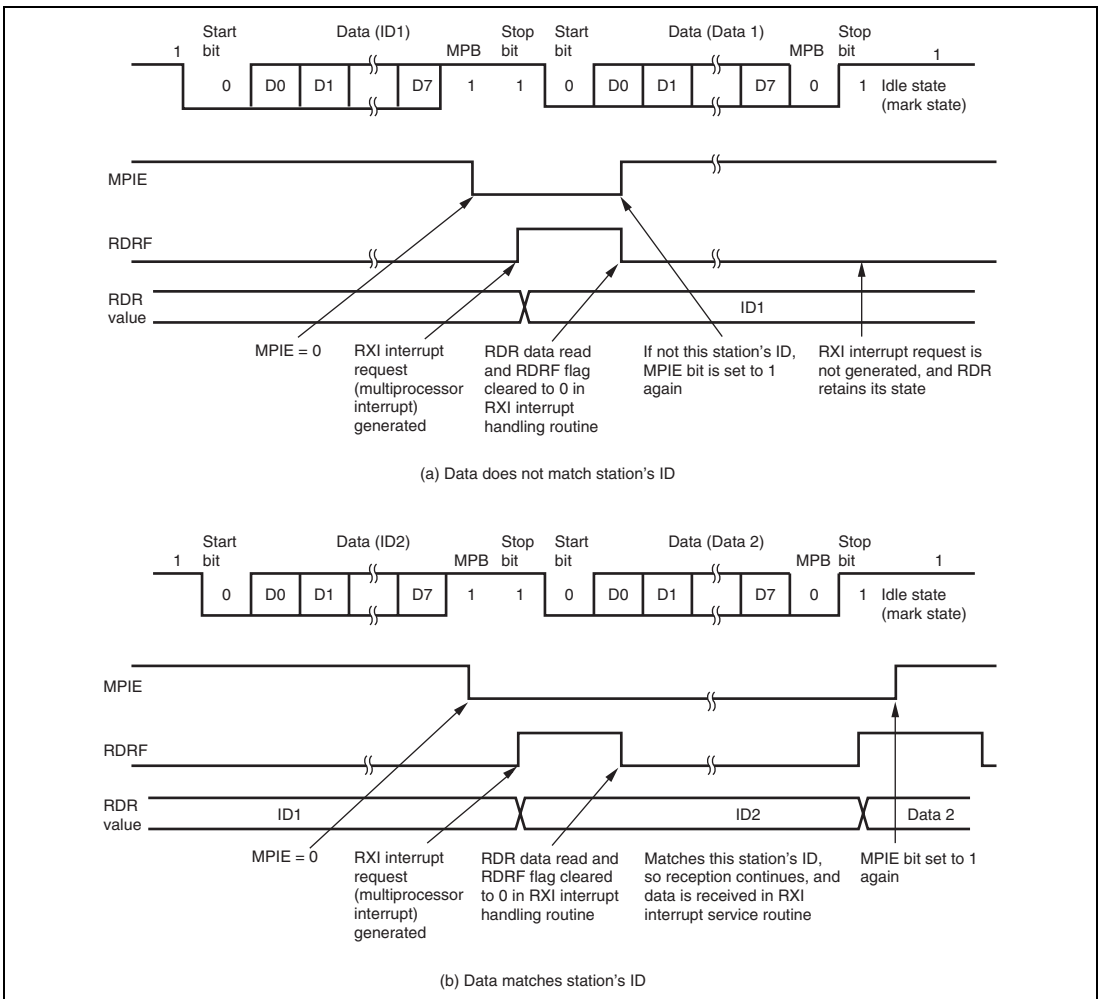 Start Data (ID1) Stop Start Data (Data 1) Stop
1 bit MPB bit bit MPB bit 1
0 D0 D1 D7 1 1 0 D0 D1 D7 0 1 Idle state
(mark state)
MPIE
RDRF
RDR
value
ID1
MPIE = 0
RXI interrupt
request
(multiprocessor
interrupt)
generated
RDR data read
and RDRF flag
cleared to 0 in
RXI interrupt
handling routine
If not this station's ID,
MPIE bit is set to 1
again
RXI interrupt request is
not generated, and RDR
retains its state
(a) Data does not match station's ID
Start Data (ID2) Stop Start Data (Data 2) Stop
1 bit MPB bit bit MPB bit 1
0 D0 D1 D7 1 1 0 D0 D1 D7 0 1 Idle state
(mark state)
MPIE
RDRF
RDR
value
ID1 ID2 Data 2
MPIE = 0
RXI interrupt
request
(multiprocessor
interrupt)
generated
RDR data read and
RDRF flag cleared
to 0 in RXI interrupt
handling routine
Matches this station's ID,
so reception continues, and
data is received in RXI
interrupt service routine
MPIE bit set to 1
again
(b) Data matches station's ID